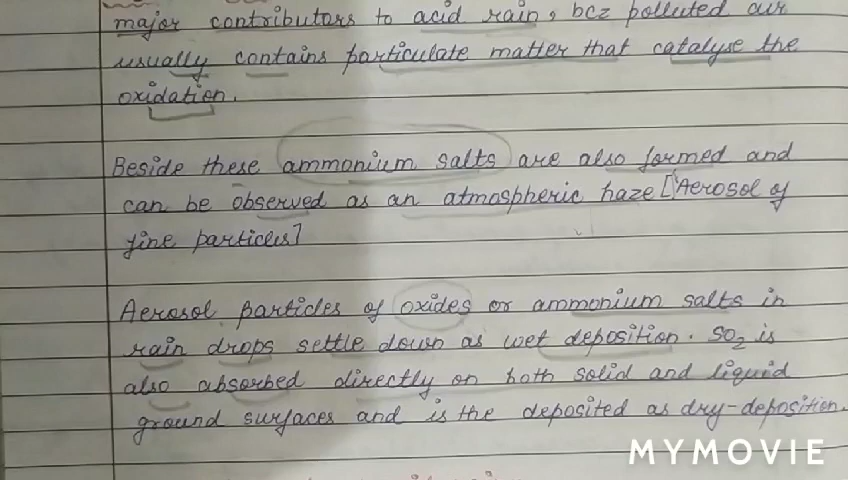 major contributors to acid rain, bcz polluted air
usually contains particulate matter that catalyse the
oxidation.
Beside these ammonium salts are also formed and
can be observed as an atmospheric haze [Aerosol of
fine particles]
Aerosol particles of oxides or ammonium salts in
rain drops settle down as wet deposition. SO₂ is
also absorbed directly on both solid and liquid
ground surfaces and is the deposited as dry-deposition.
MYMOVIE